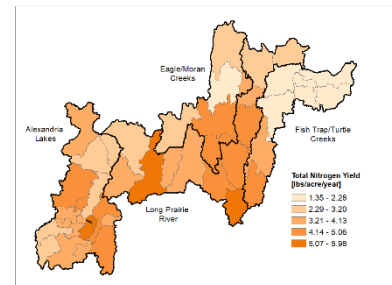 Eagle/Moran
Creeks
Alexandria
Lakes
Fish Trap/Turtle
Creeks
Long Prairie
River
Total Nitrogen Yield
[lbs/acre/year]
1.35 - 2.28
2.29 - 3.20
3.21 - 4.13
4.14 - 5.06
5.07 - 5.98